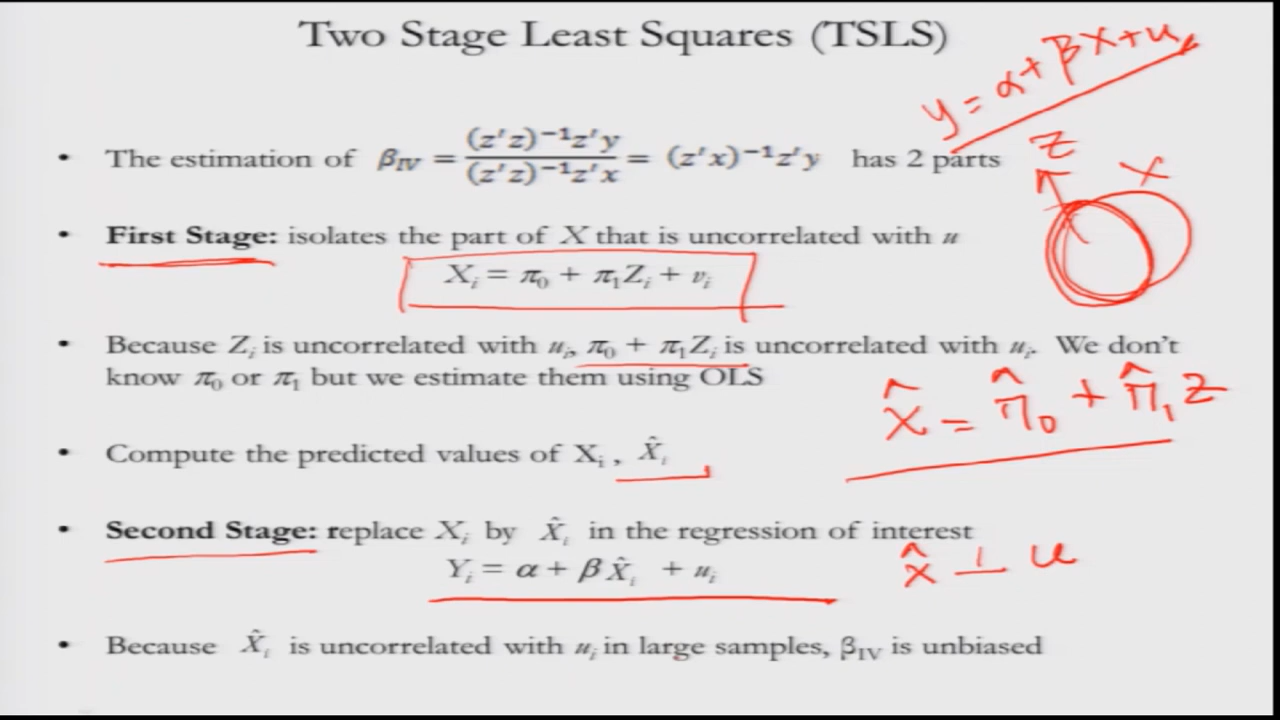 Two Stage Least Squares (TSLS)
y = α + βX + u
• The estimation of β_IV = (z′z)⁻¹z′y / (z′z)⁻¹z′x = (z′x)⁻¹z′y has 2 parts
Z
X
• First Stage: isolates the part of X that is uncorrelated with u
X_i = π_0 + π_1Z_i + v_i
• Because Z_i is uncorrelated with u_i, π_0 + π_1Z_i is uncorrelated with u_i. We don't
know π_0 or π_1 but we estimate them using OLS
X̂ = π̂_0 + π̂_1 Z
• Compute the predicted values of X_i , X̂_i
• Second Stage: replace X_i by X̂_i in the regression of interest
Y_i = α + β X̂_i + u_i
X̂ ⊥ u
• Because X̂_i is uncorrelated with u_i in large samples, β_IV is unbiased